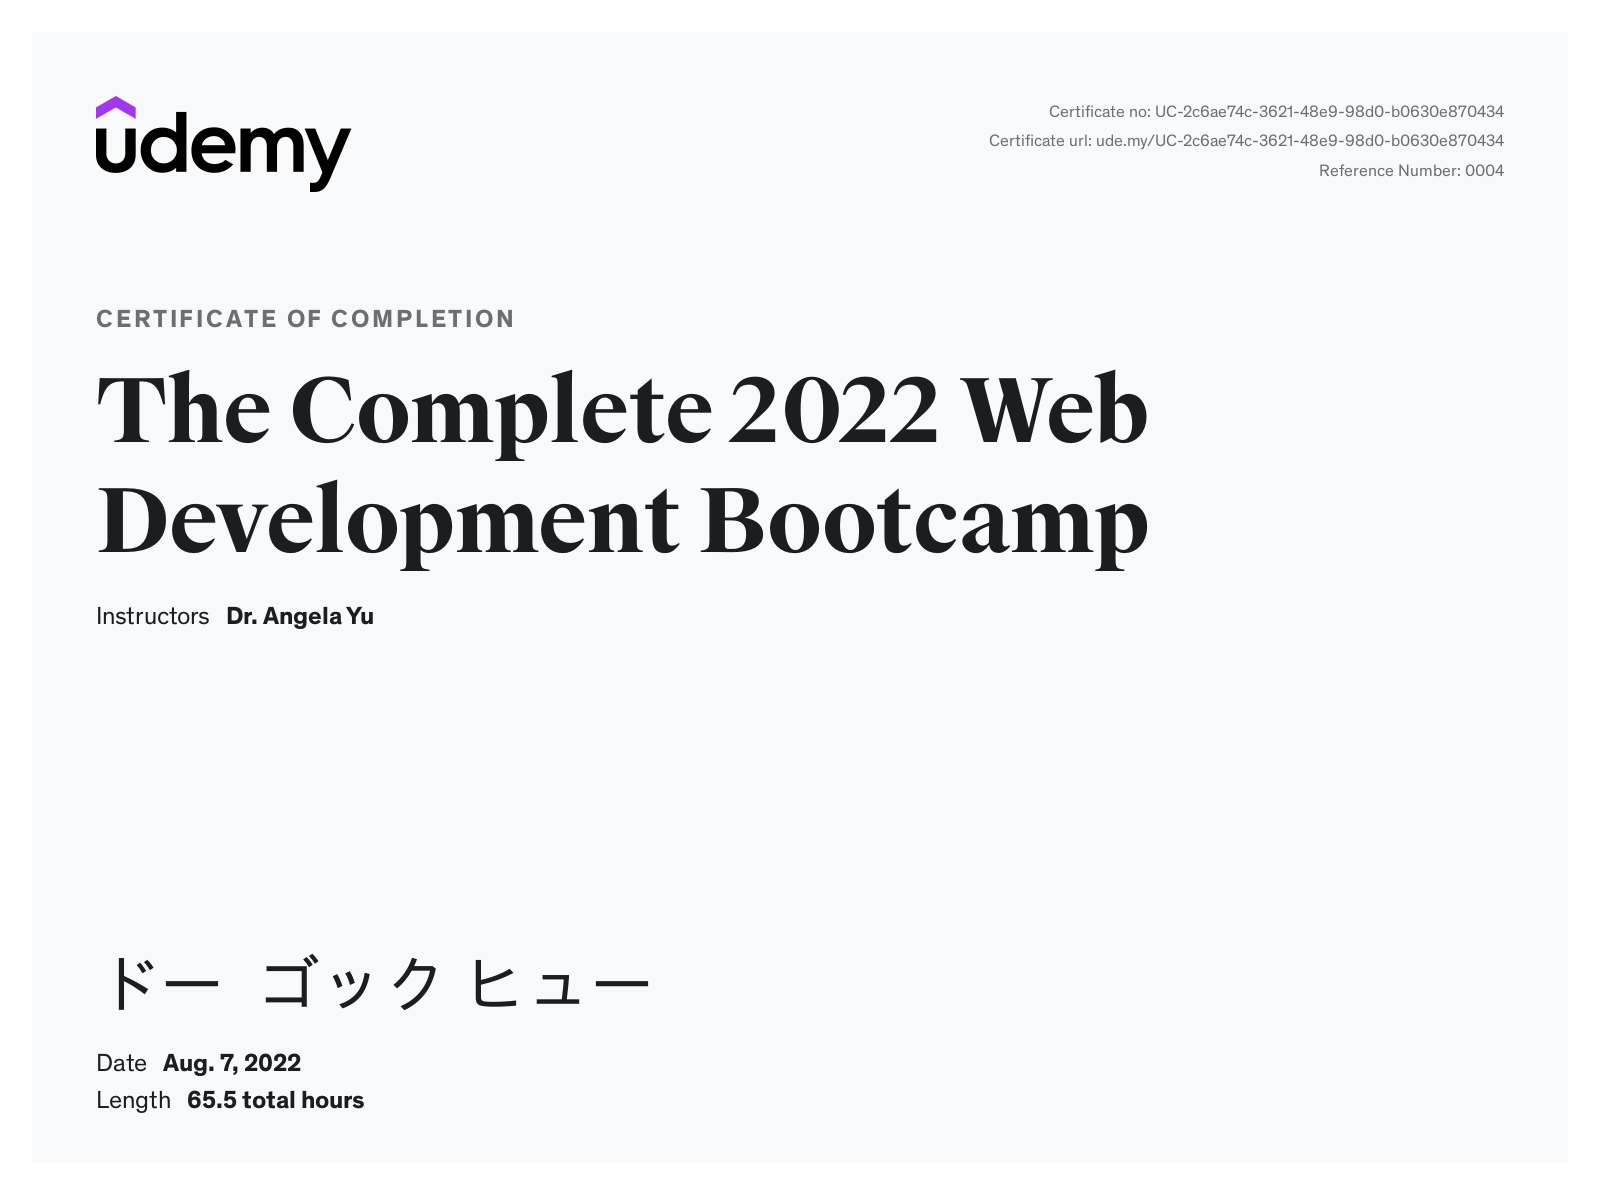 udemy
Certificate no: UC-2c6ae74c-3621-48e9-98d0-b0630e870434
Certificate url: ude.my/UC-2c6ae74c-3621-48e9-98d0-b0630e870434
Reference Number: 0004
CERTIFICATE OF COMPLETION
The Complete 2022 Web
Development Bootcamp
Instructors Dr. Angela Yu
ドー ゴック ヒュー
Date Aug. 7, 2022
Length 65.5 total hours